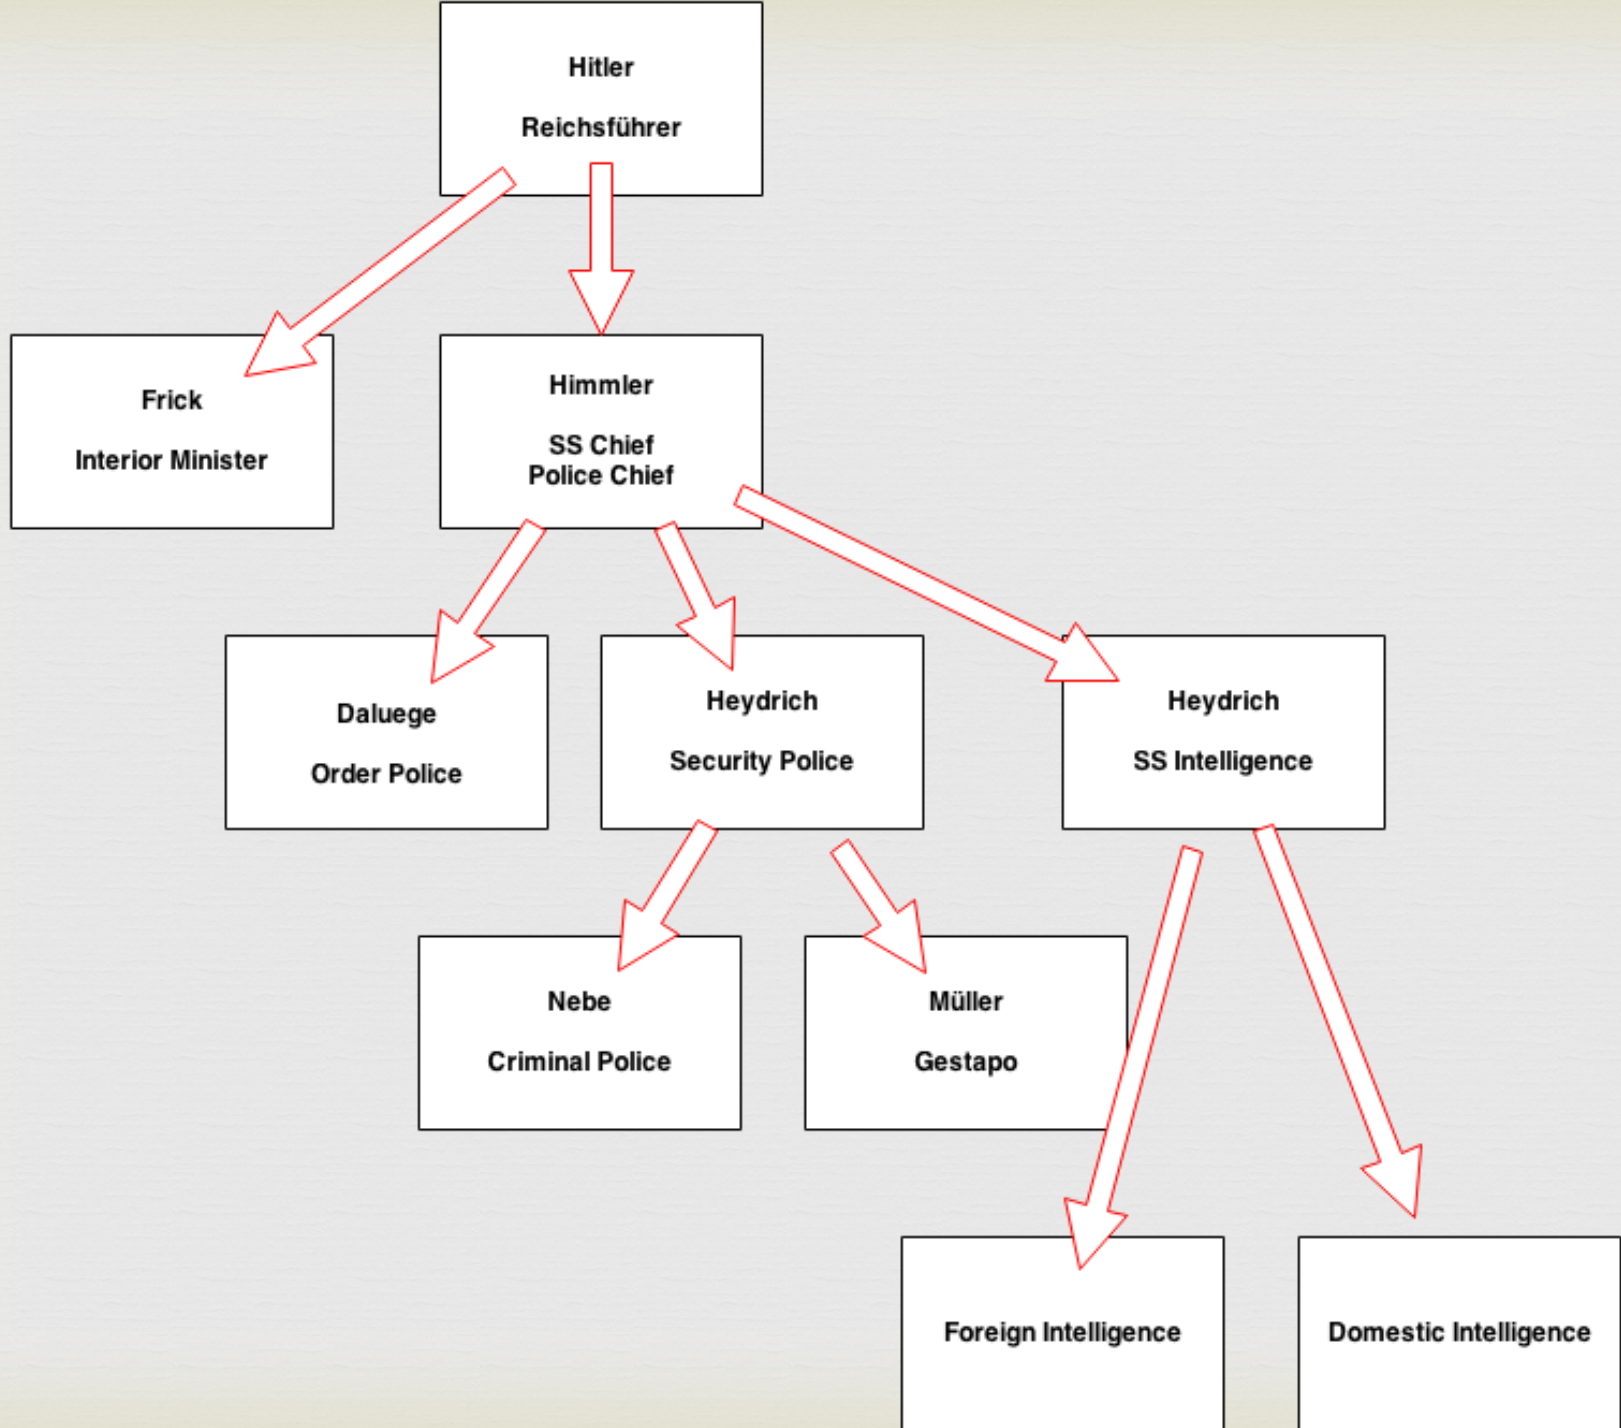 Hitler
Reichsführer
Frick
Interior Minister
Himmler
SS Chief
Police Chief
Daluege
Order Police
Heydrich
Security Police
Heydrich
SS Intelligence
Nebe
Criminal Police
Müller
Gestapo
Foreign Intelligence
Domestic Intelligence